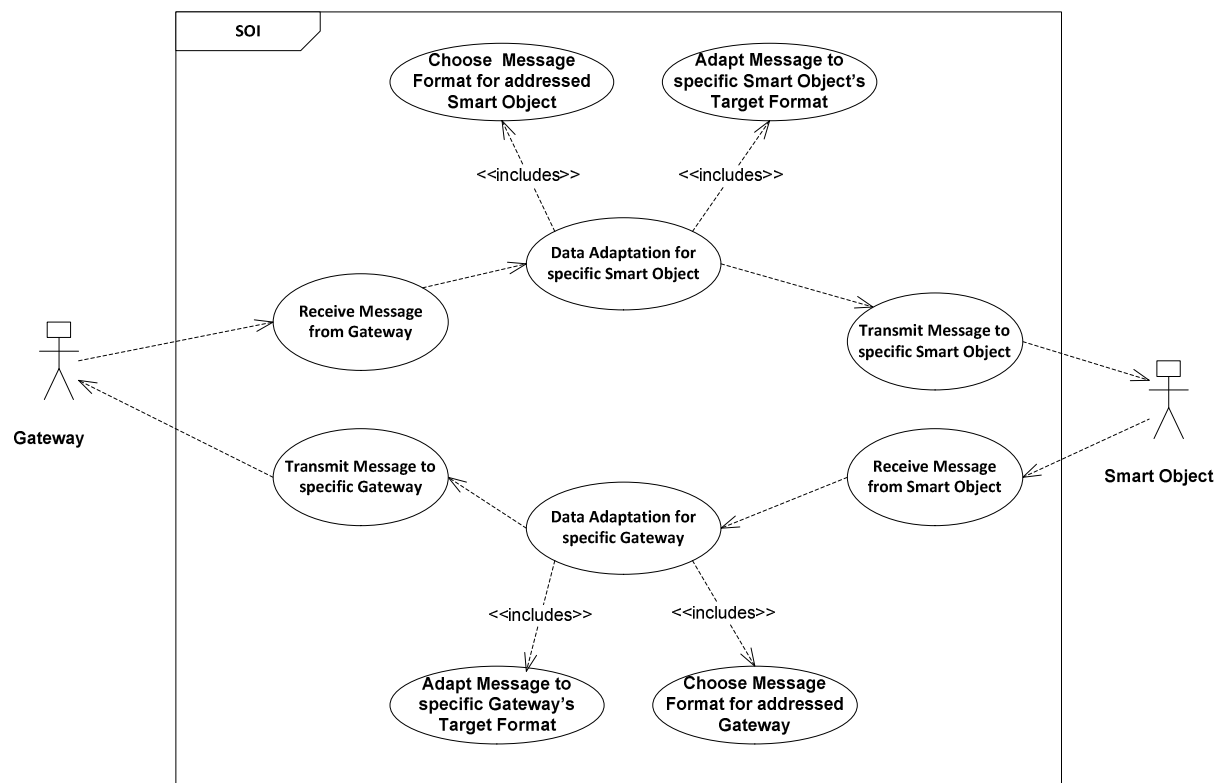 SOI
Choose Message
Format for addressed
Smart Object
Adapt Message to
specific Smart Object's
Target Format
<<includes>>
<<includes>>
Data Adaptation for
specific Smart Object
Receive Message
from Gateway
Transmit Message to
specific Smart Object
Gateway
Smart Object
Transmit Message to
specific Gateway
Receive Message
from Smart Object
Data Adaptation for
specific Gateway
<<includes>>
<<includes>>
Adapt Message to
specific Gateway's
Target Format
Choose Message
Format for addressed
Gateway